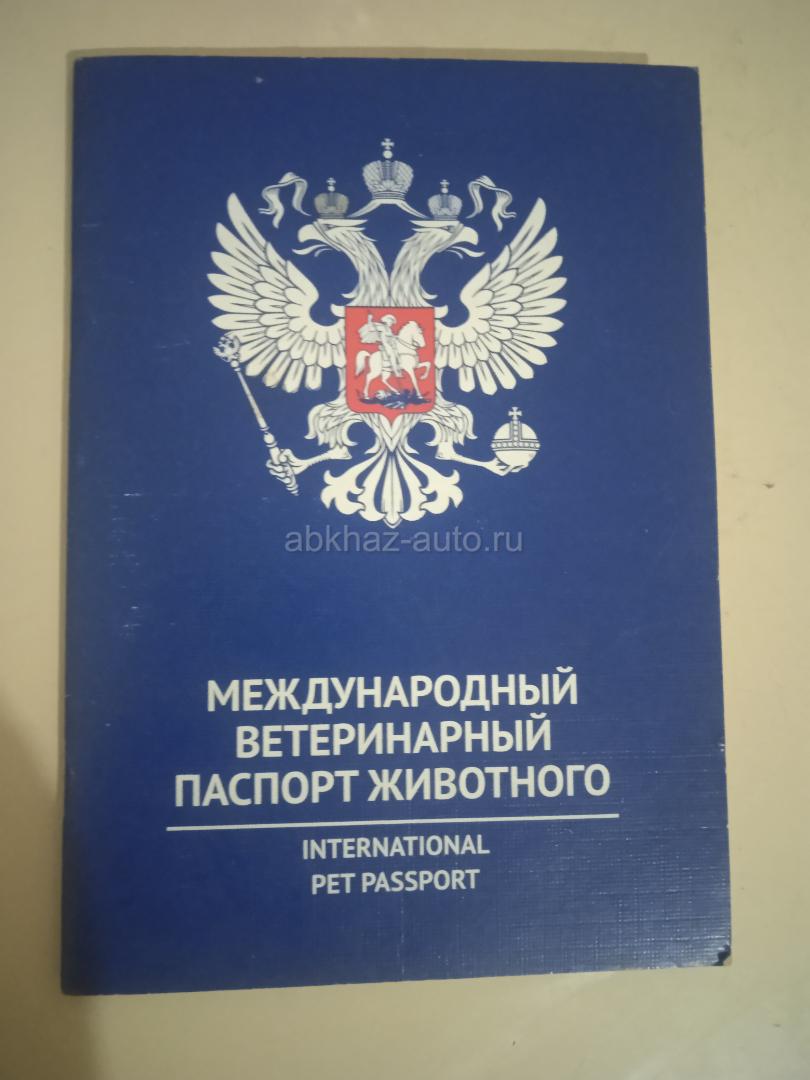 abkhaz-auto.ru
МЕЖДУНАРОДНЫЙ
ВЕТЕРИНАРНЫЙ
ПАСПОРТ ЖИВОТНОГО
INTERNATIONAL
PET PASSPORT